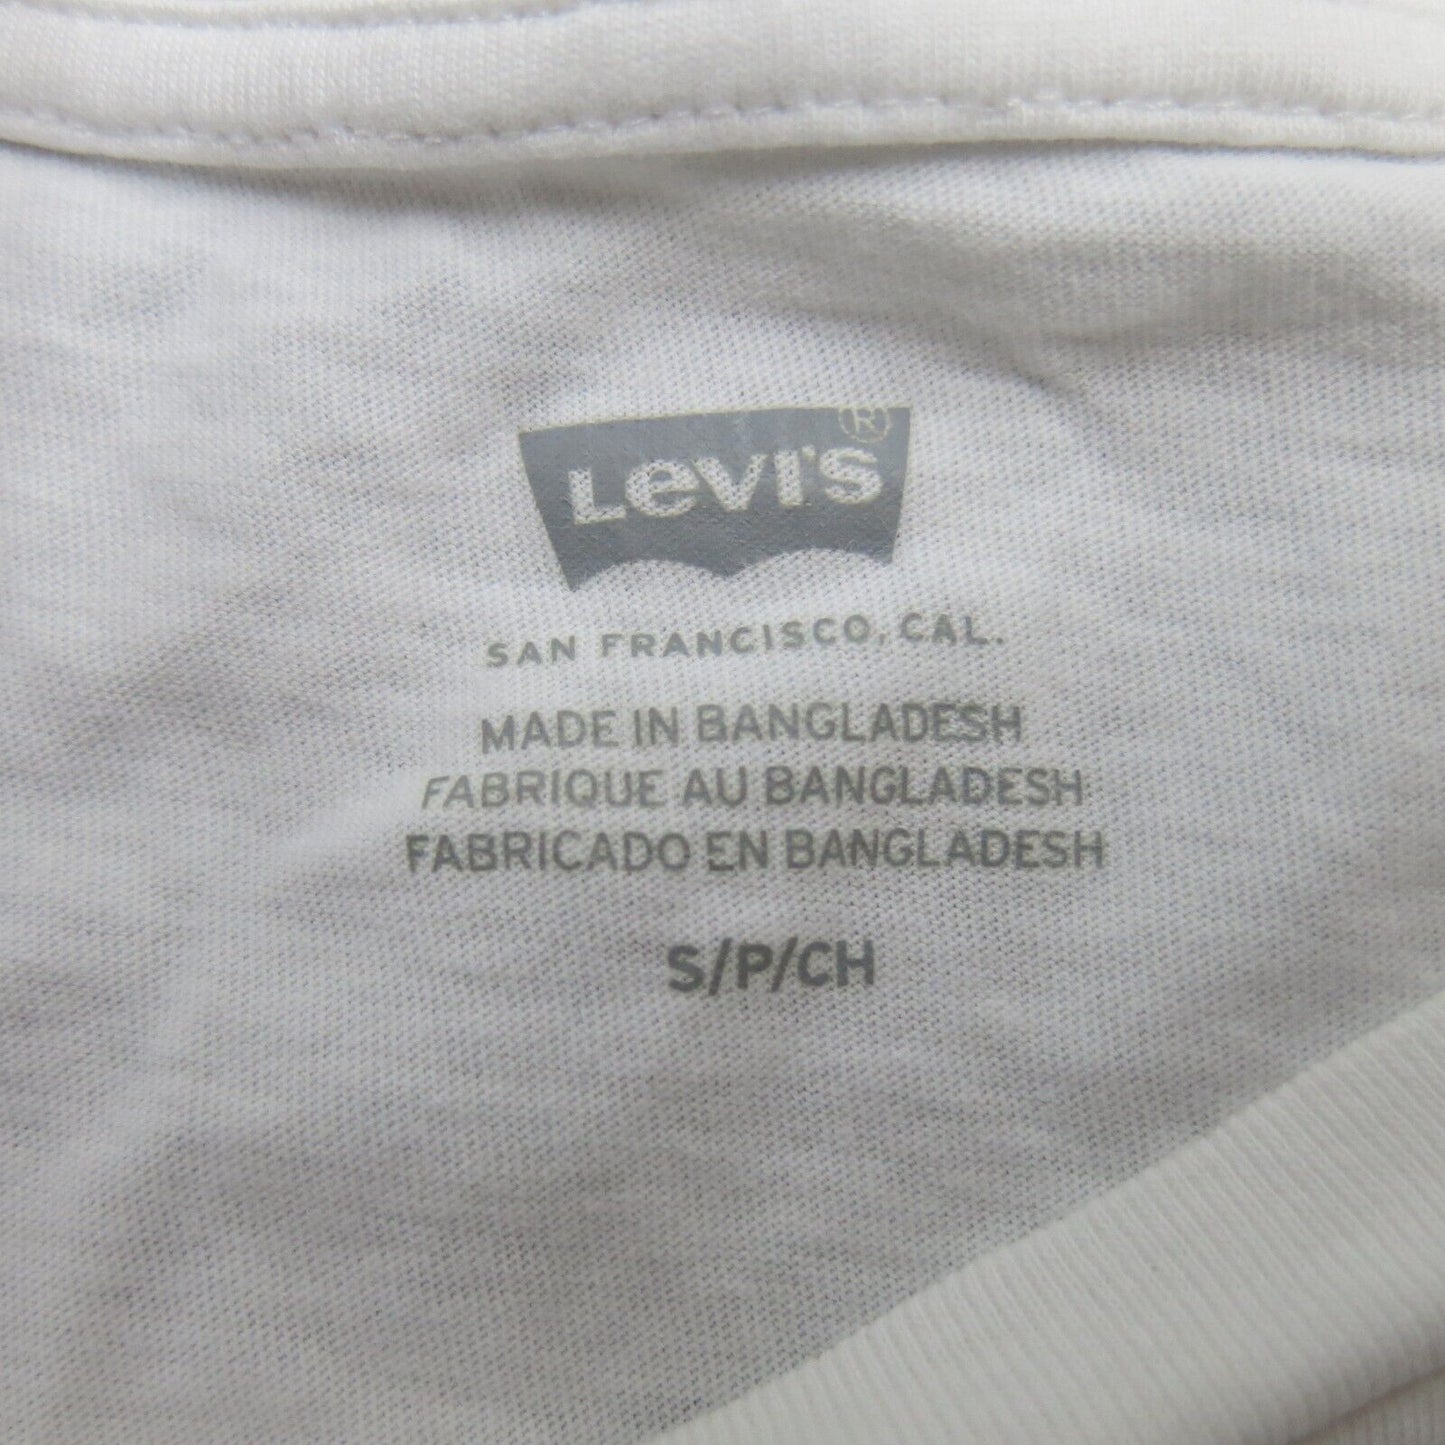 LEVI'S®
SAN FRANCISCO, CAL.
MADE IN BANGLADESH
FABRIQUE AU BANGLADESH
FABRICADO EN BANGLADESH
S/P/CH